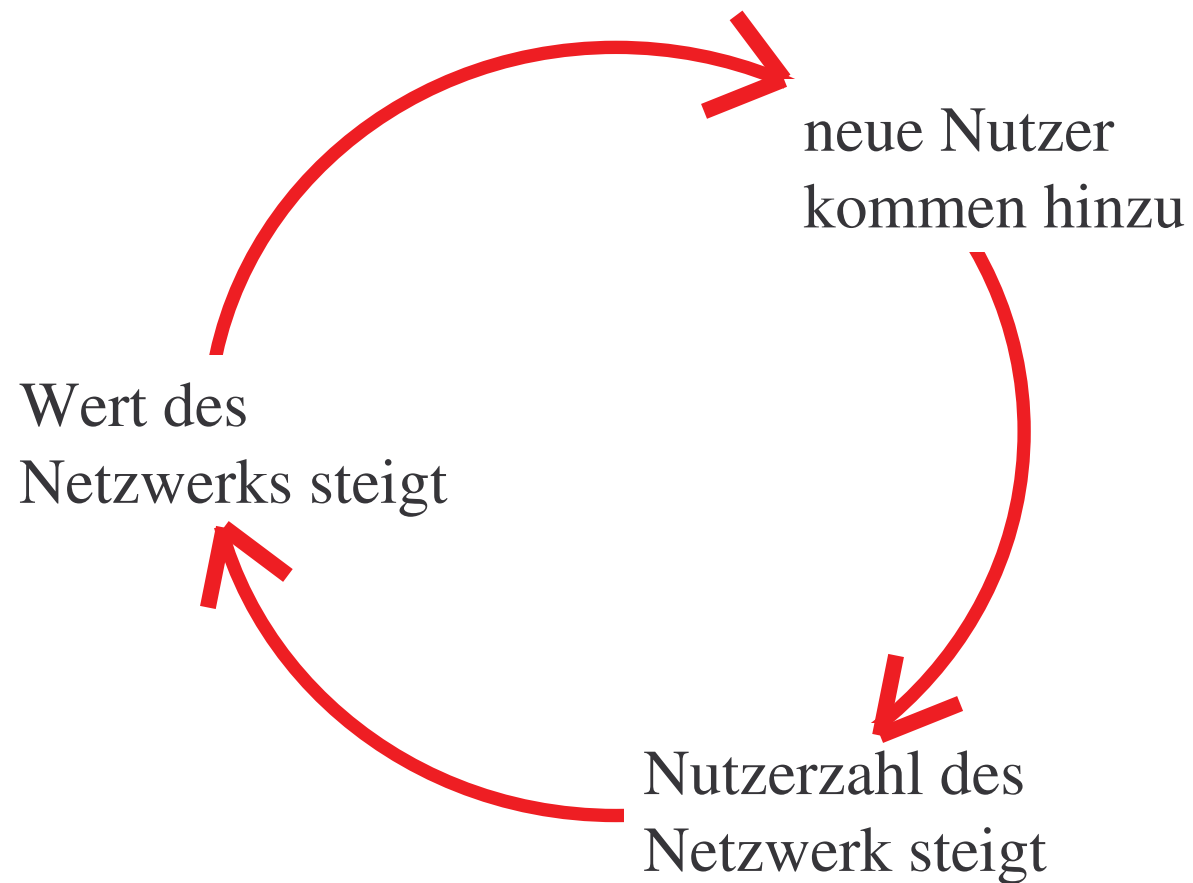 neue Nutzer
kommen hinzu
Wert des
Netzwerks steigt
Nutzerzahl des
Netzwerk steigt